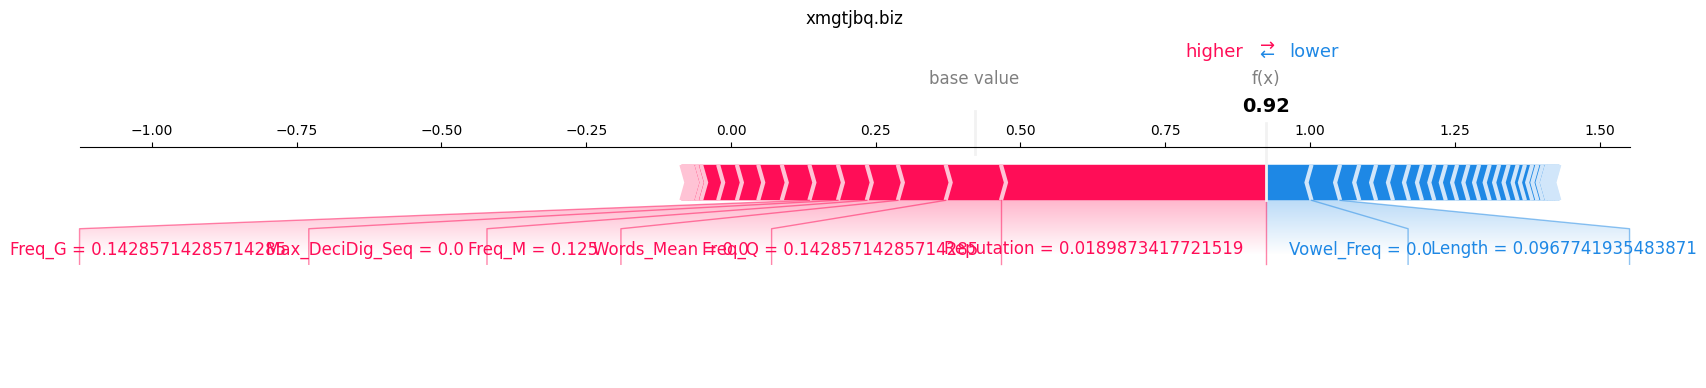 xmgtjbq.biz
higher → ← lower
base value f(x)
0.92
−1.00 −0.75 −0.50 −0.25 0.00 0.25 0.50 0.75 1.00 1.25 1.50
Freq_G = 0.14285714285714285 Max_DeciDig_Seq = 0.0 Freq_M = 0.125 Words_Mean = 0.0 Freq_Q = 0.14285714285714285 Reputation = 0.0189873417721519 Vowel_Freq = 0.0 Length = 0.0967741935483871